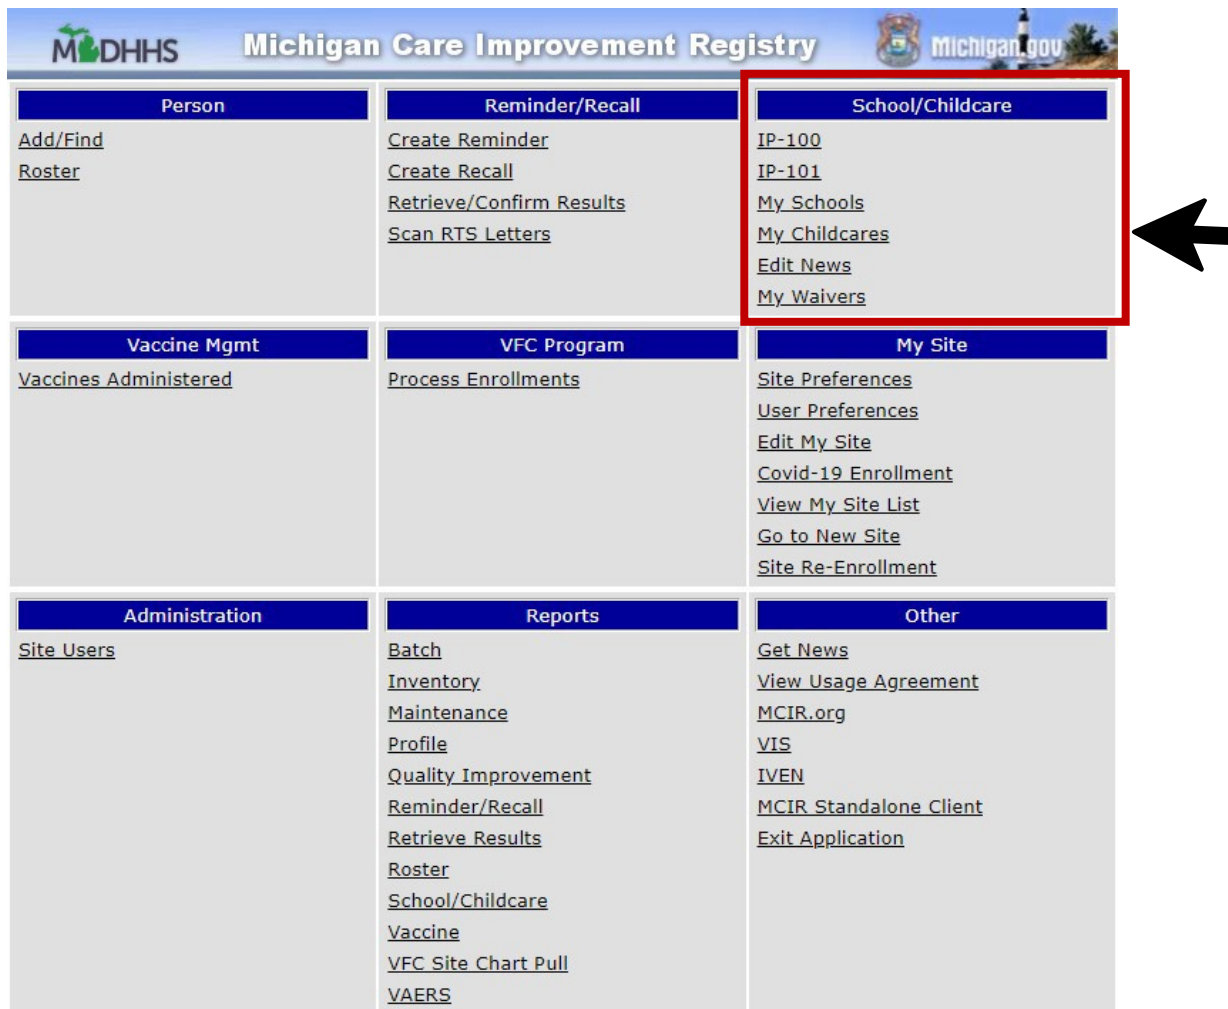 MDHHS Michigan Care Improvement Registry Michigan.gov
Person
Add/Find
Roster
Reminder/Recall
Create Reminder
Create Recall
Retrieve/Confirm Results
Scan RTS Letters
School/Childcare
IP-100
IP-101
My Schools
My Childcares
Edit News
My Waivers
Vaccine Mgmt
Vaccines Administered
VFC Program
Process Enrollments
My Site
Site Preferences
User Preferences
Edit My Site
Covid-19 Enrollment
View My Site List
Go to New Site
Site Re-Enrollment
Administration
Site Users
Reports
Batch
Inventory
Maintenance
Profile
Quality Improvement
Reminder/Recall
Retrieve Results
Roster
School/Childcare
Vaccine
VFC Site Chart Pull
VAERS
Other
Get News
View Usage Agreement
MCIR.org
VIS
IVEN
MCIR Standalone Client
Exit Application